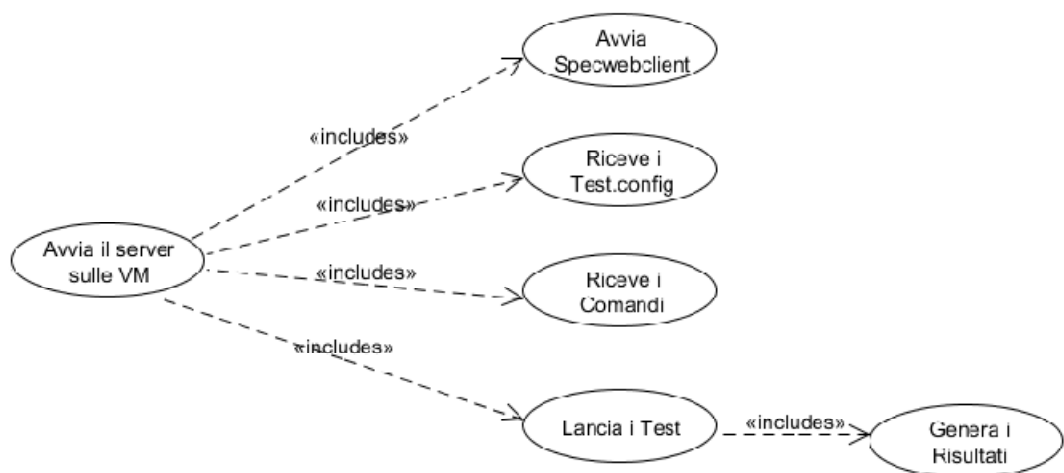 Avvia
Specwebclient
«includes»
Riceve i
Test.config
«includes»
Avvia il server
sulle VM
«includes»
Riceve i
Comandi
«includes»
Lancia i Test
«includes»
Genera i
Risultati